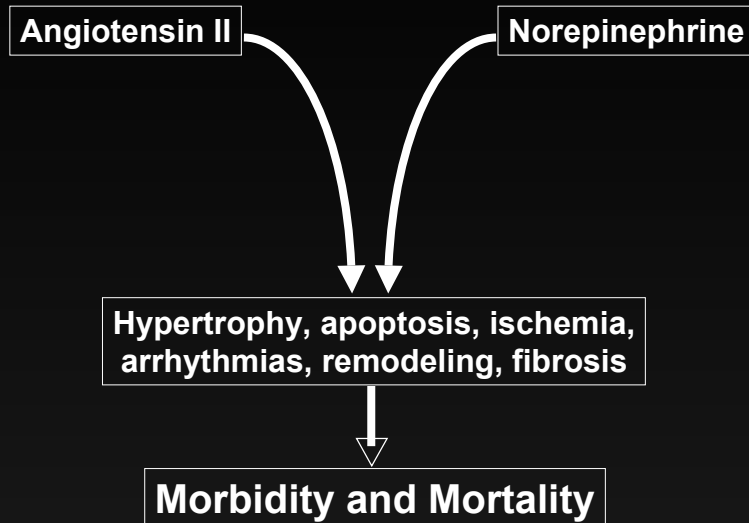 Angiotensin II
Norepinephrine
Hypertrophy, apoptosis, ischemia,
arrhythmias, remodeling, fibrosis
Morbidity and Mortality